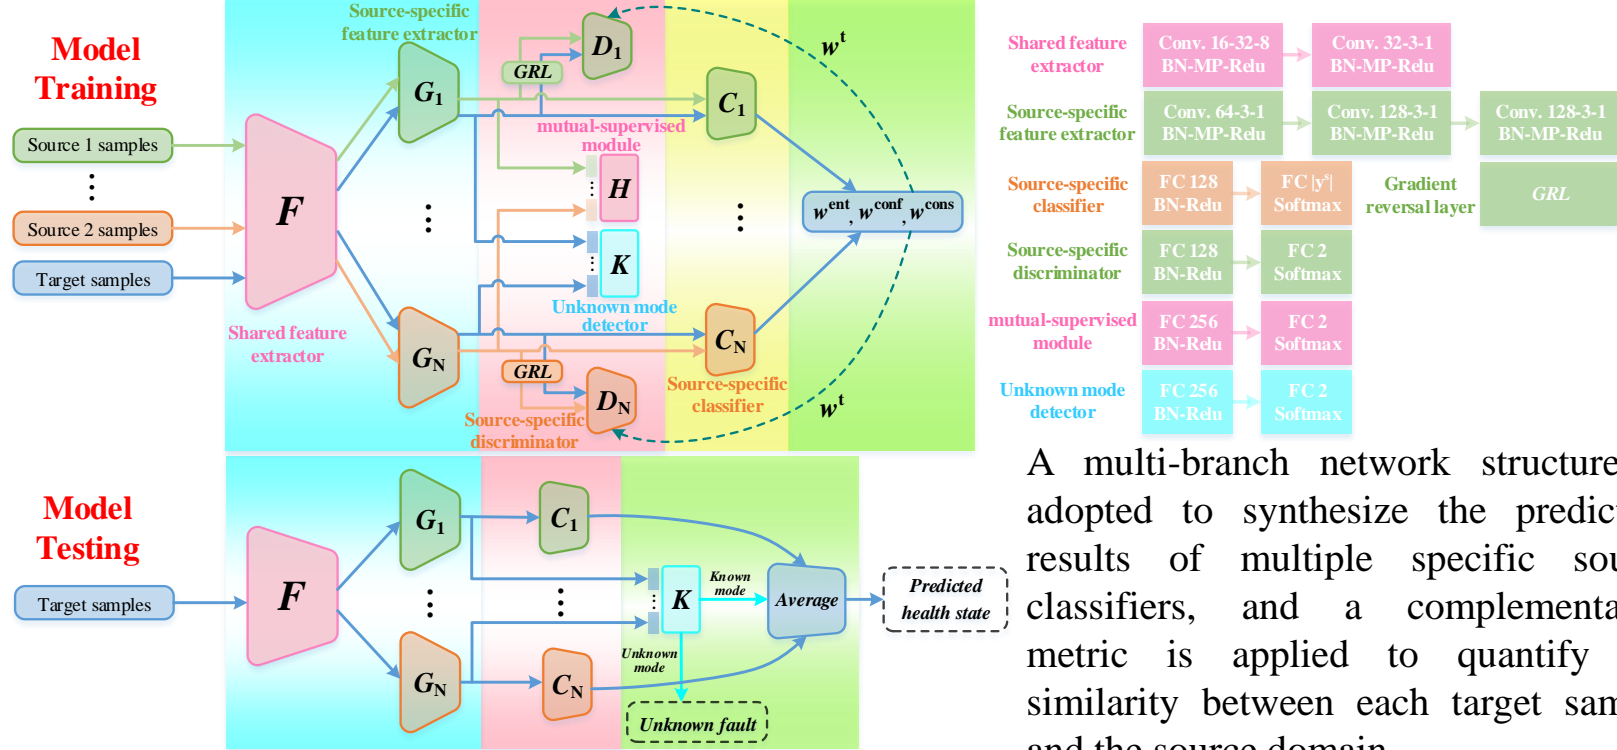 Model
Training
Source 1 samples
Source 2 samples
Target samples
F
Shared feature
extractor
Source-specific
feature extractor
G1
GN
GRL
D1
mutual-supervised
module
H
K
Unknown mode
detector
GRL
DN
Source-specific
discriminator
C1
CN
Source-specific
classifier
wt
went, wconf, wcons
wt
Model
Testing
Target samples
F
G1
GN
C1
CN
K
Known
mode
Unknown
mode
Average
Unknown fault
Predicted
health state
Shared feature
extractor
Conv. 16-32-8
BN-MP-Relu
Conv. 32-3-1
BN-MP-Relu
Source-specific
feature extractor
Conv. 64-3-1
BN-MP-Relu
Conv. 128-3-1
BN-MP-Relu
Conv. 128-3-1
BN-MP-Relu
Source-specific
classifier
FC 128
BN-Relu
FC |ys|
Softmax
Gradient
reversal layer
GRL
Source-specific
discriminator
FC 128
BN-Relu
FC 2
Softmax
mutual-supervised
module
FC 256
BN-Relu
FC 2
Softmax
Unknown mode
detector
FC 256
BN-Relu
FC 2
Softmax
A multi-branch network structure
adopted to synthesize the predict
results of multiple specific sou
classifiers, and a complementa
metric is applied to quantify
similarity between each target sam
and the source domain